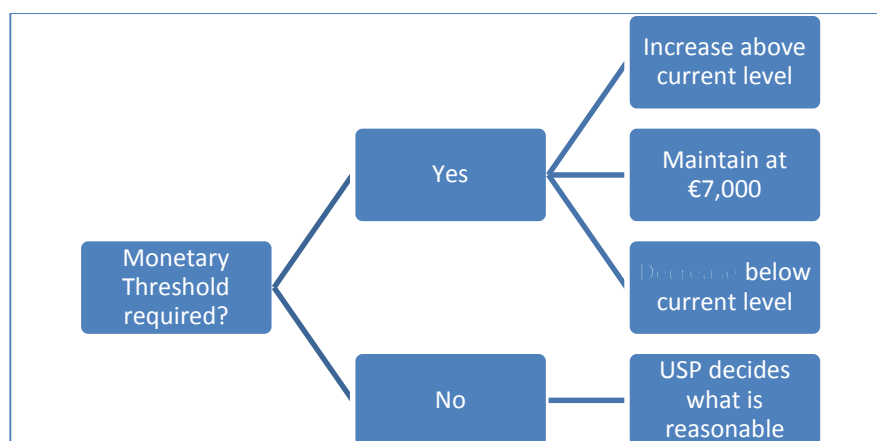 Increase above
current level
Yes
Maintain at
€7,000
Monetary
Threshold
required?
Decrease below
current level
No
USP decides
what is
reasonable